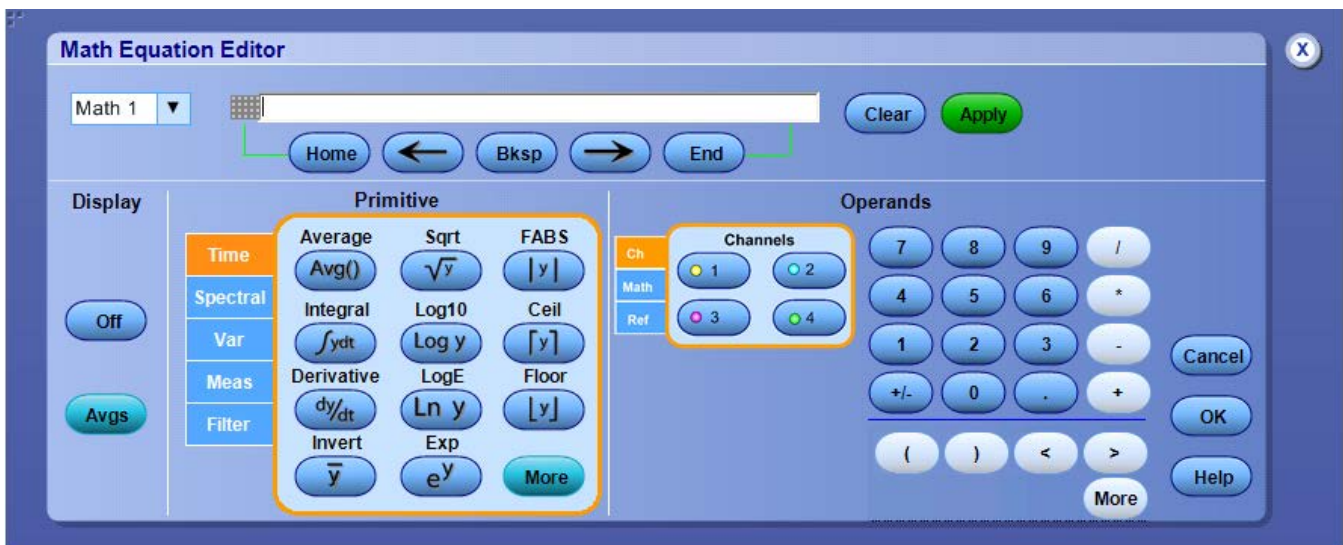 Math Equation Editor
X
Math 1
Clear
Apply
Home
←
Bksp
→
End
Display
Off
Avgs
Primitive
Time
Spectral
Var
Meas
Filter
Average
Sqrt
FABS
Avg()
√y
|y|
Integral
Log10
Ceil
∫ydt
Log y
⌈y⌉
Derivative
LogE
Floor
dy/dt
Ln y
⌊y⌋
Invert
Exp
y̅
e^y
More
Operands
Ch
Math
Ref
Channels
1
2
3
4
7
8
9
/
4
5
6
*
1
2
3
-
+/-
0
.
+
(
)
<
>
More
Cancel
OK
Help